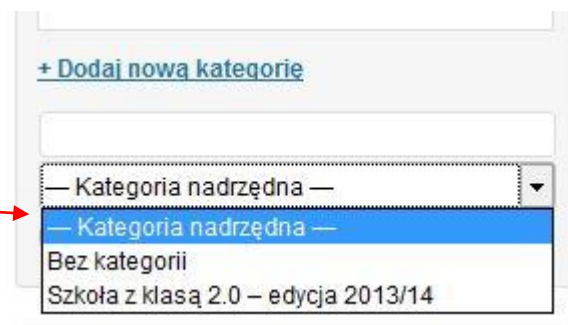 + Dodaj nową kategorię
— Kategoria nadrzędna —
— Kategoria nadrzędna —
Bez kategorii
Szkoła z klasą 2.0 – edycja 2013/14